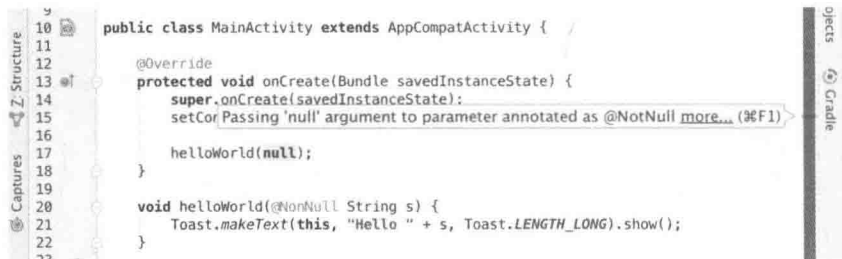 9
10 public class MainActivity extends AppCompatActivity {
11
12 @Override
13 protected void onCreate(Bundle savedInstanceState) {
14 super.onCreate(savedInstanceState);
15 setCor Passing 'null' argument to parameter annotated as @NotNull more... (⌘F1)
16
17 helloWorld(null);
18 }
19
20 void helloWorld(@NonNull String s) {
21 Toast.makeText(this, "Hello " + s, Toast.LENGTH_LONG).show();
22 }
23
Z: Structure
Captures
ojects
Gradle